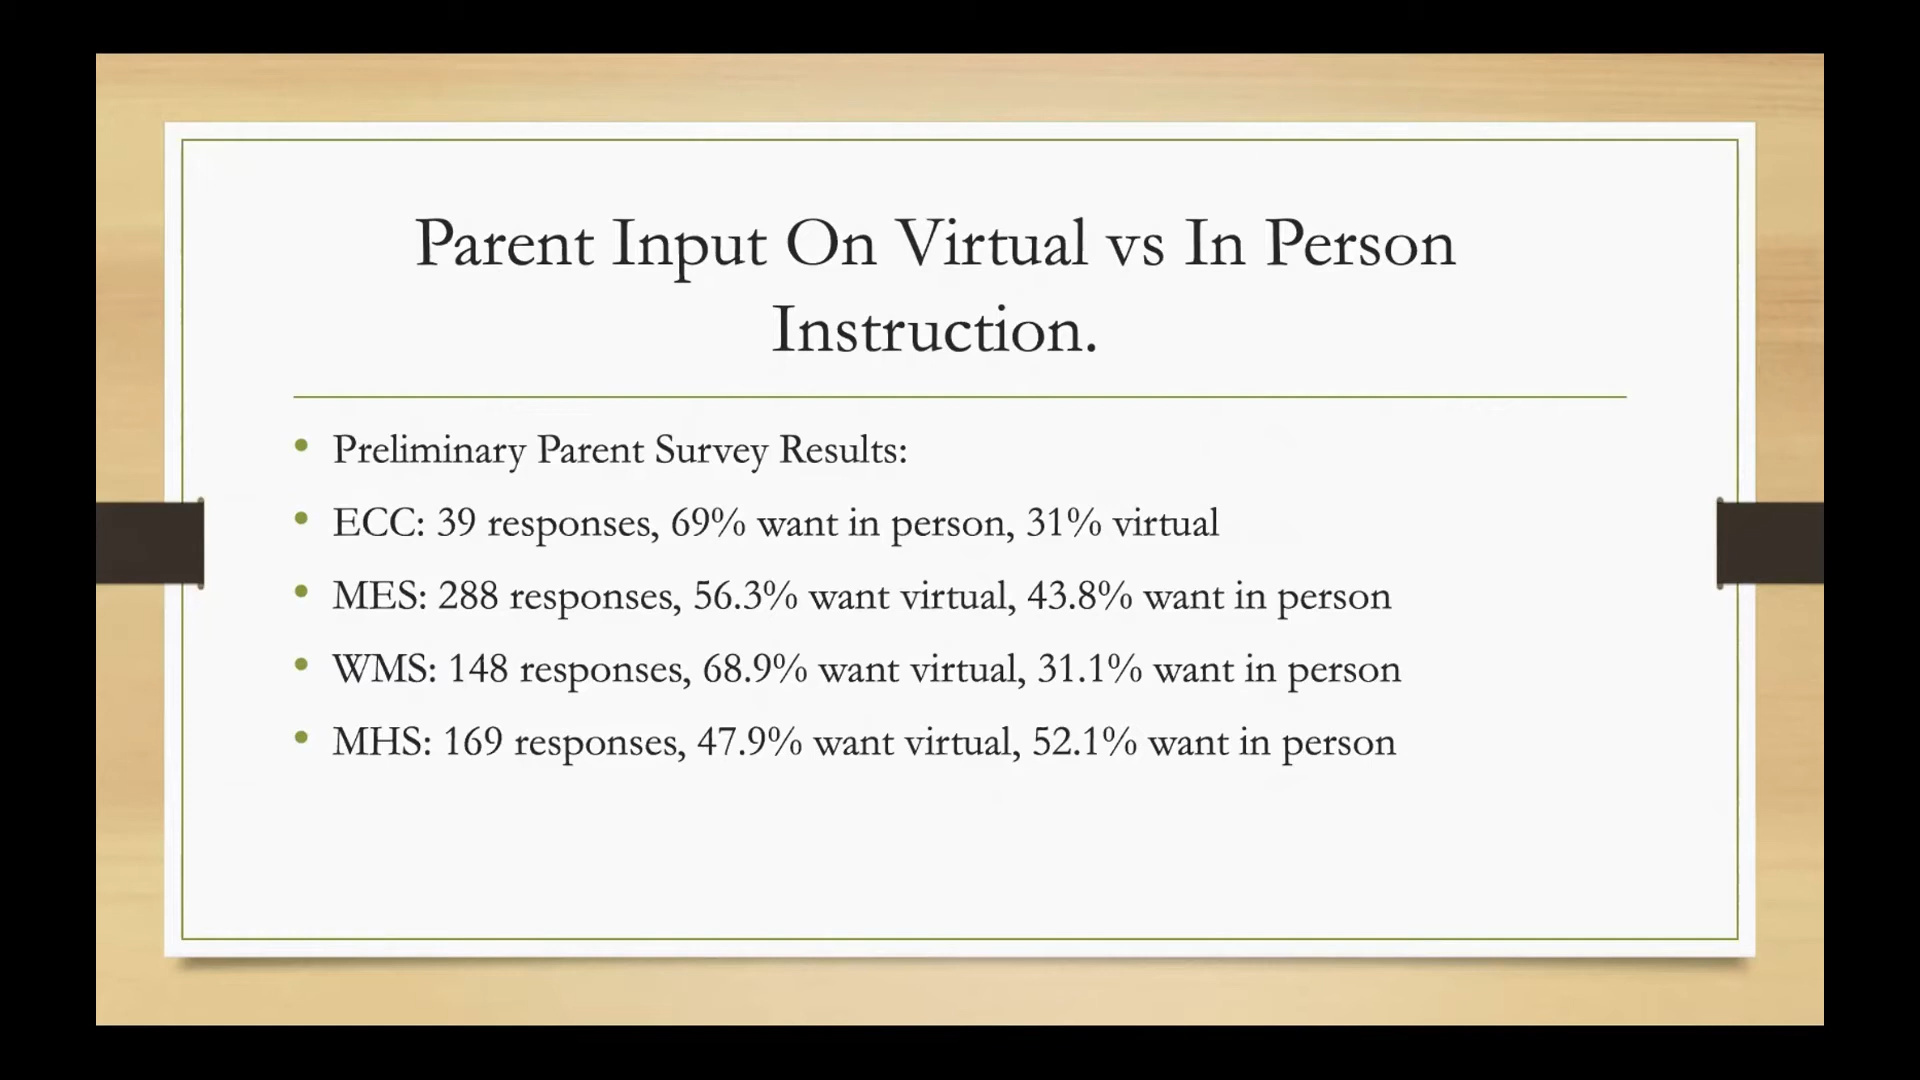 Parent Input On Virtual vs In Person
Instruction.
• Preliminary Parent Survey Results:
• ECC: 39 responses, 69% want in person, 31% virtual
• MES: 288 responses, 56.3% want virtual, 43.8% want in person
• WMS: 148 responses, 68.9% want virtual, 31.1% want in person
• MHS: 169 responses, 47.9% want virtual, 52.1% want in person